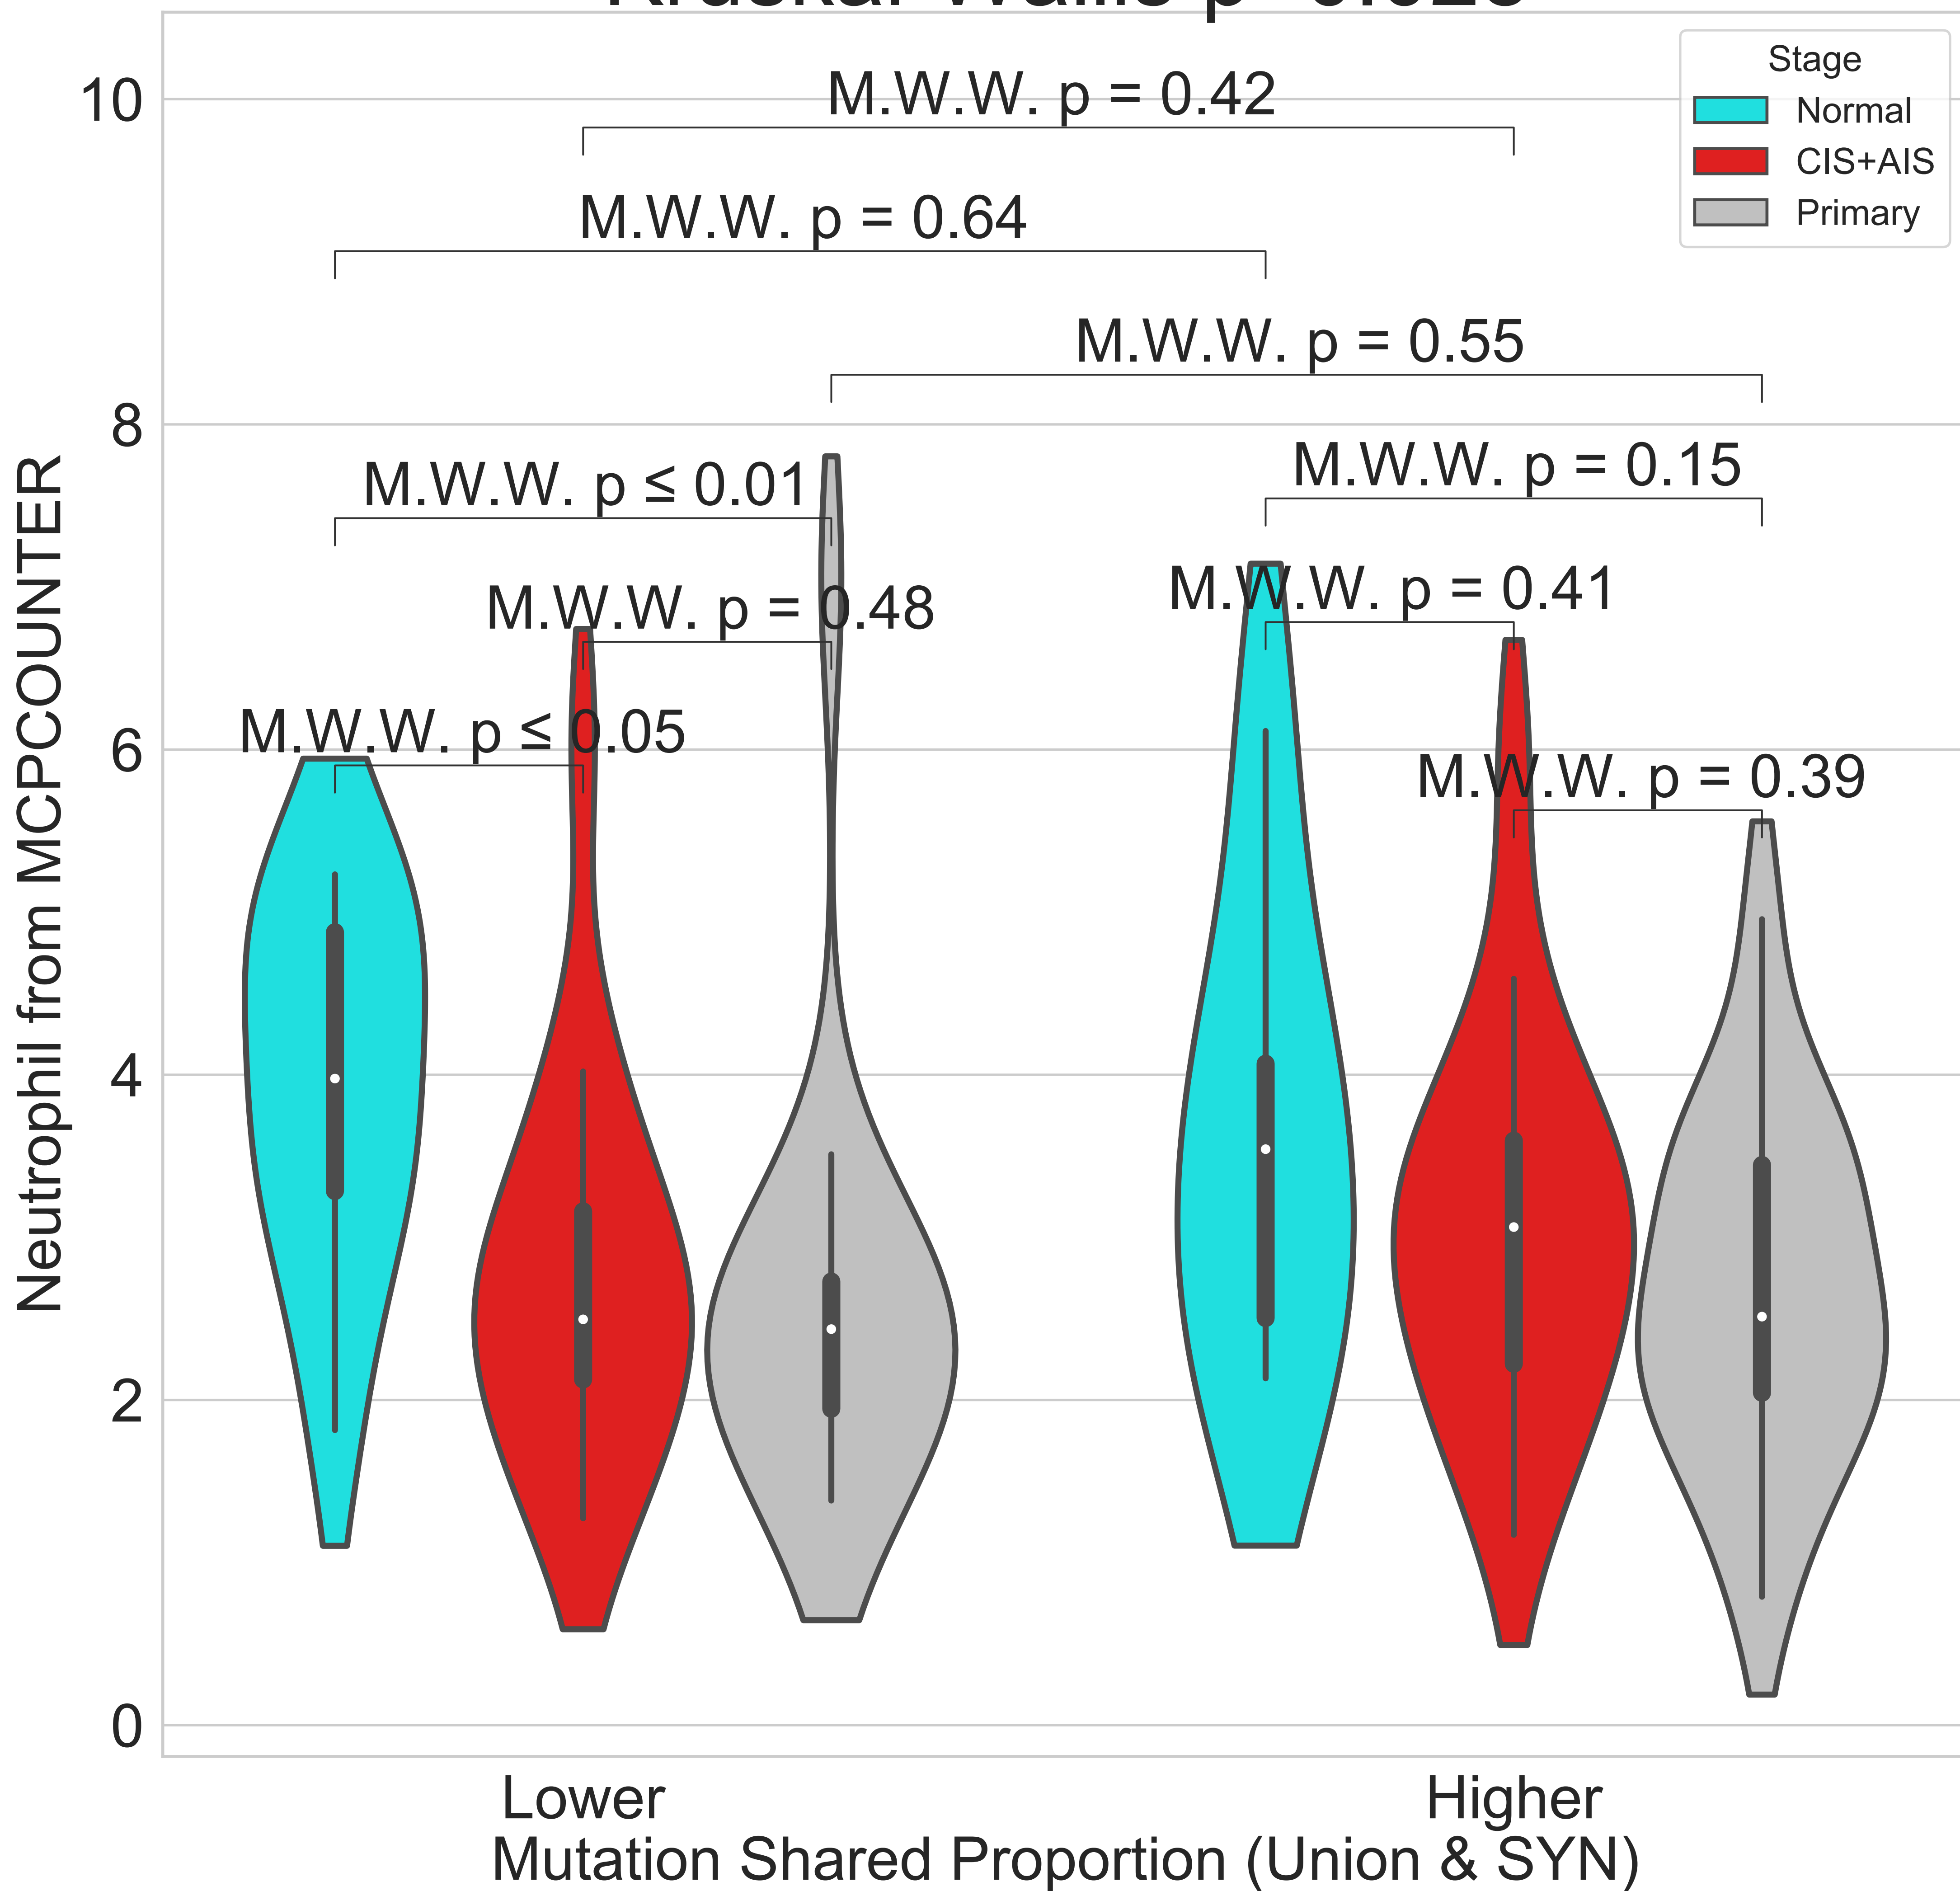 10
8
6
4
2
0
Neutrophil from MCPCOUNTER
M.W.W. p = 0.42
M.W.W. p = 0.64
M.W.W. p = 0.55
M.W.W. p ≤ 0.01
M.W.W. p = 0.15
M.W.W. p = 0.48
M.W.W. p = 0.41
M.W.W. p ≤ 0.05
M.W.W. p = 0.39
Stage
Normal
CIS+AIS
Primary
Lower
Higher
Mutation Shared Proportion (Union & SYN)